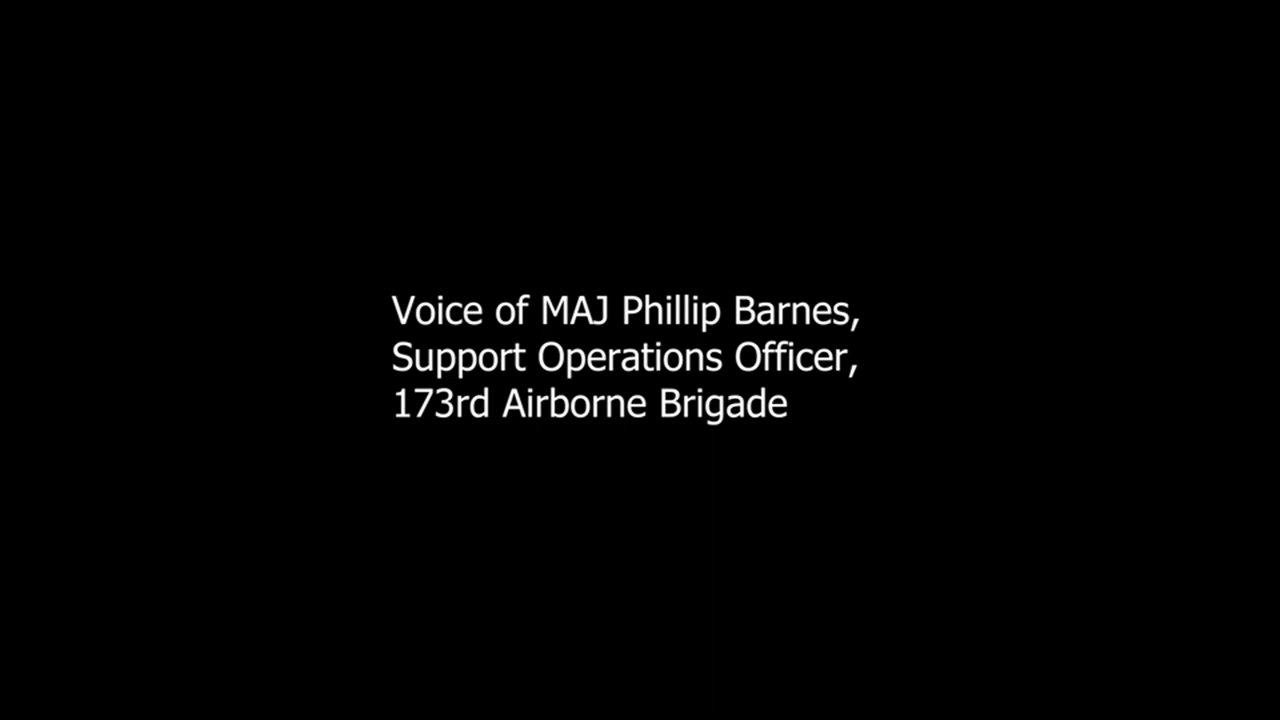 Voice of MAJ Phillip Barnes,
Support Operations Officer,
173rd Airborne Brigade